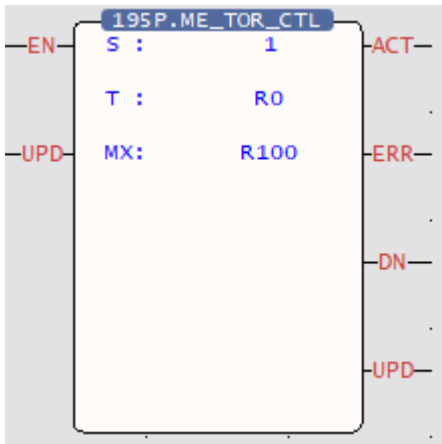 195P.ME_TOR_CTL
EN S : 1 ACT
T : R0
UPD MX: R100 ERR
DN
UPD